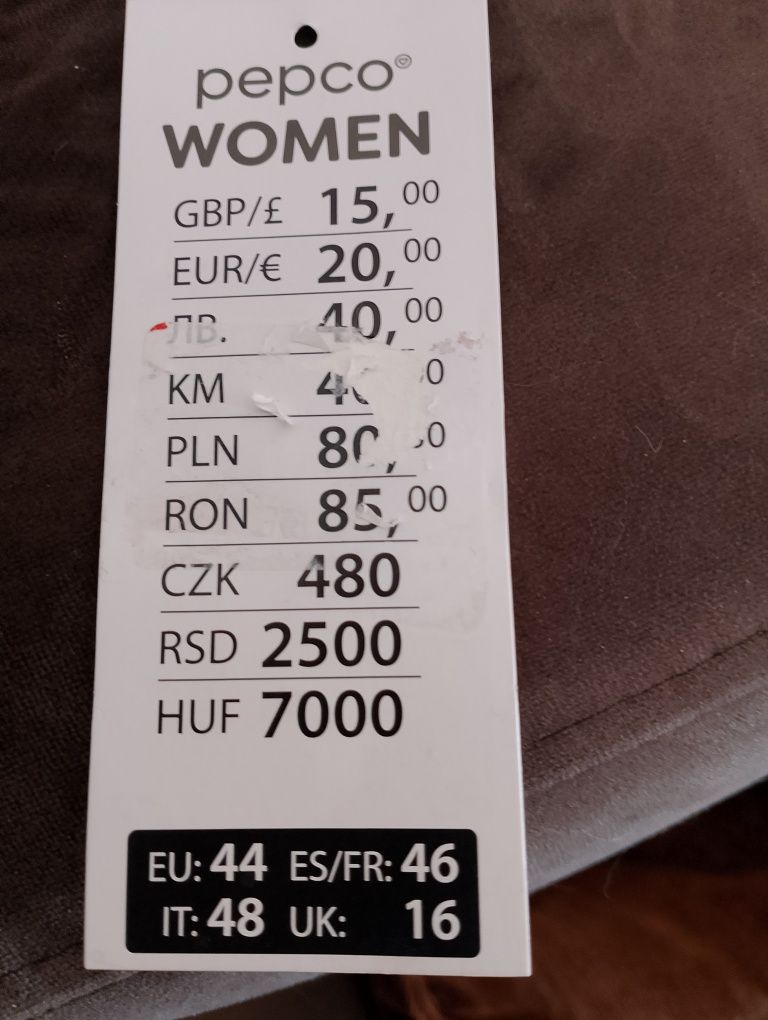 pepco
WOMEN
GBP/£ 15,00
EUR/€ 20,00
ЛВ. 40,00
KM
PLN 80,
RON 85,00
CZK 480
RSD 2500
HUF 7000
EU: 44 ES/FR: 46
IT: 48 UK: 16